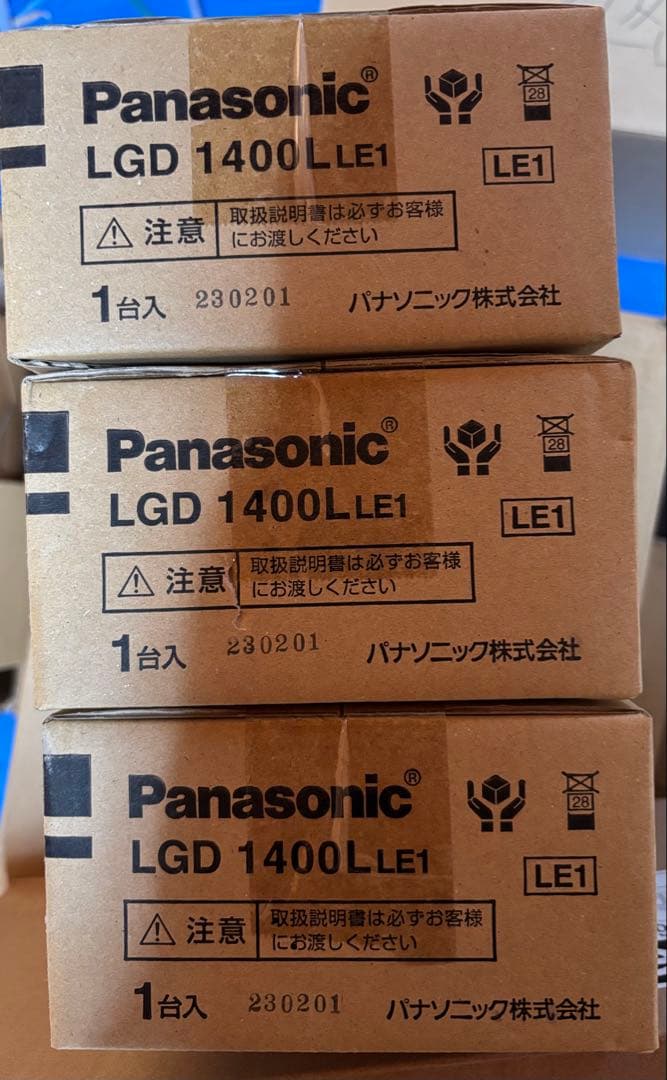 Panasonic®
LGD 1400L LE1
28
LE1
注意
取扱説明書は必ずお客様
にお渡しください
1台入 230201 パナソニック株式会社
Panasonic®
LGD 1400L LE1
28
LE1
注意
取扱説明書は必ずお客様
にお渡しください
1台入 230201 パナソニック株式会社
Panasonic®
LGD 1400L LE1
28
LE1
注意
取扱説明書は必ずお客様
にお渡しください
1台入 230201 パナソニック株式会社